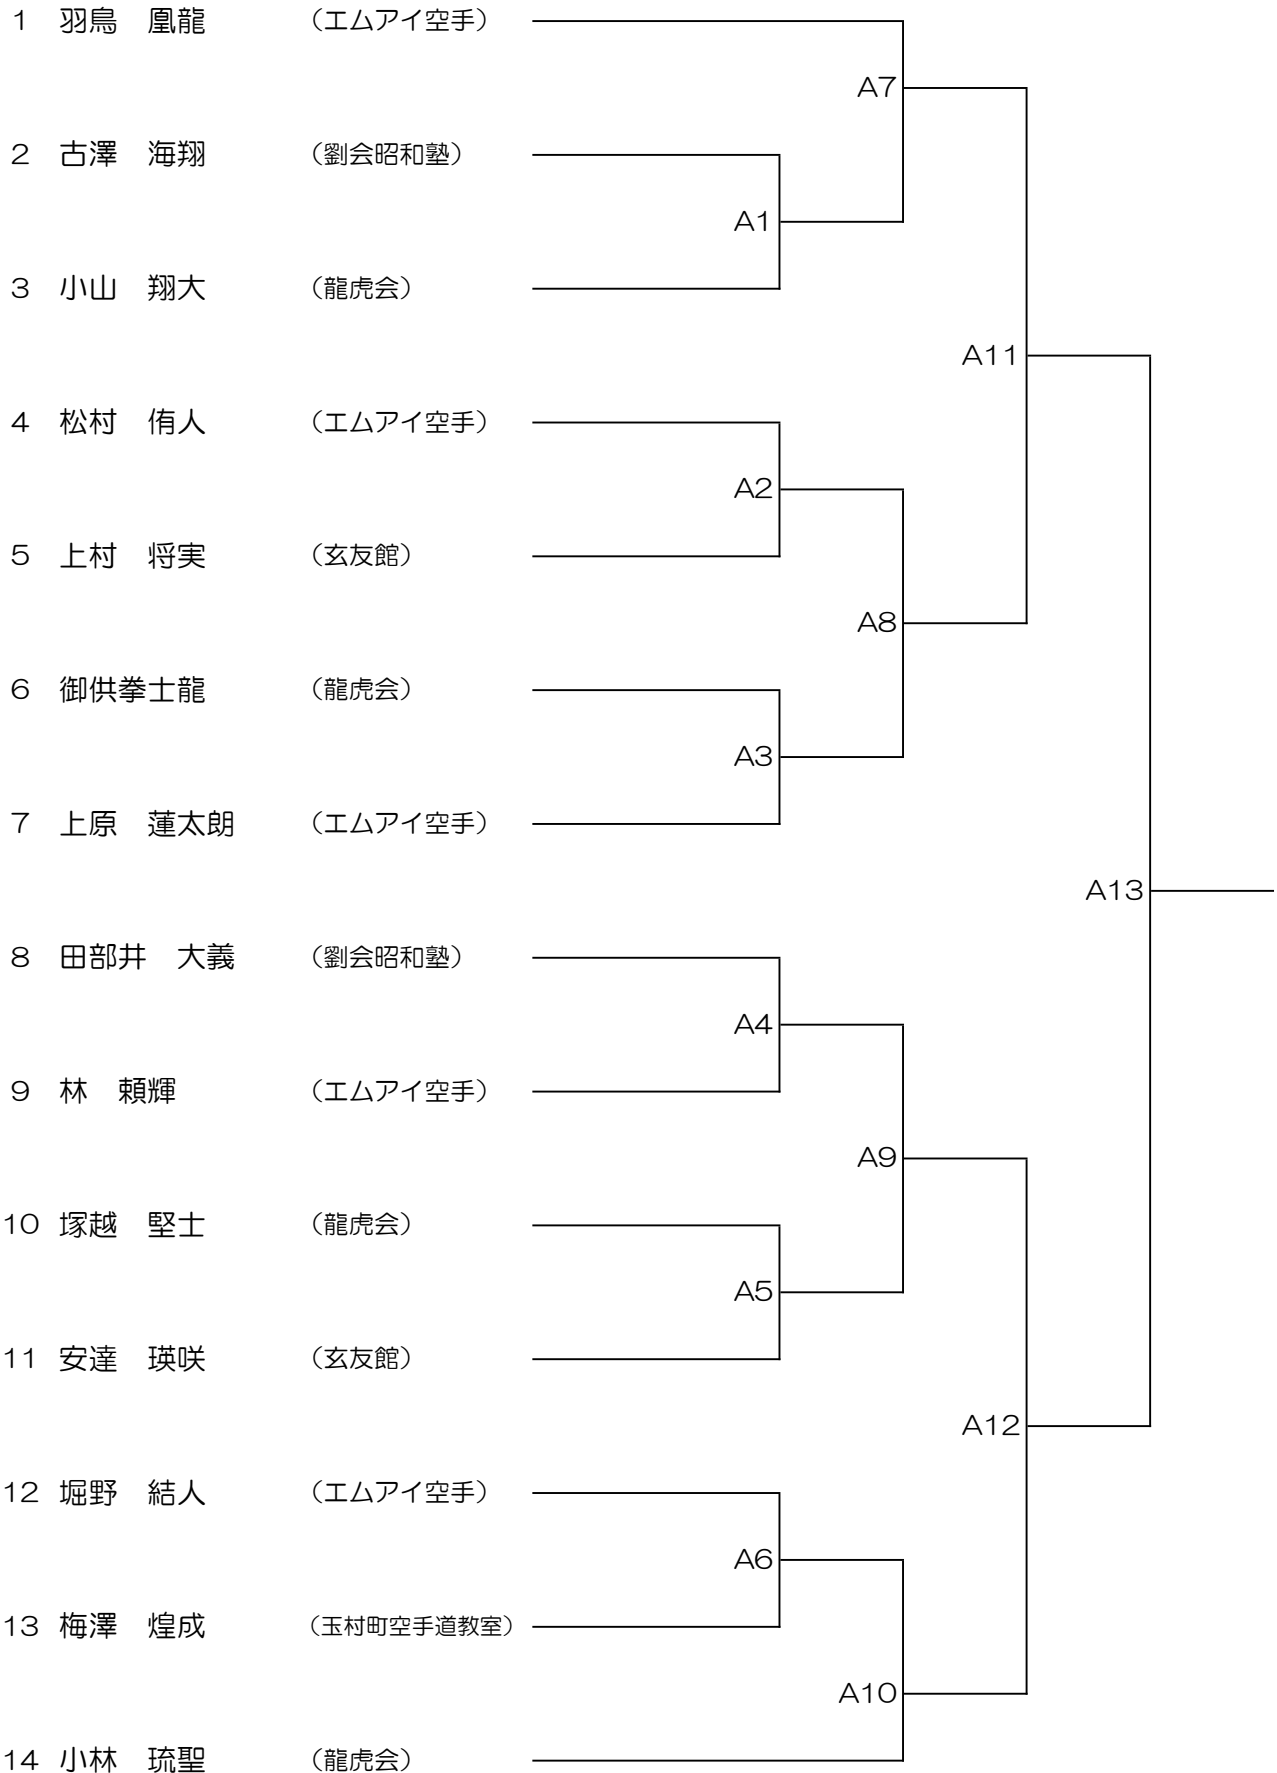 1 羽鳥　凰龍 （エムアイ空手）
A7
2 古澤　海翔 （劉会昭和塾）
A1
3 小山　翔大 （龍虎会）
A11
4 松村　侑人 （エムアイ空手）
A2
5 上村　将実 （玄友館）
A8
6 御供拳士龍 （龍虎会）
A3
7 上原　蓮太朗 （エムアイ空手）
A13
8 田部井　大義 （劉会昭和塾）
A4
9 林　頼輝 （エムアイ空手）
A9
10 塚越　堅士 （龍虎会）
A5
11 安達　瑛咲 （玄友館）
A12
12 堀野　結人 （エムアイ空手）
A6
13 梅澤　煌成 （玉村町空手道教室）
A10
14 小林　琉聖 （龍虎会）